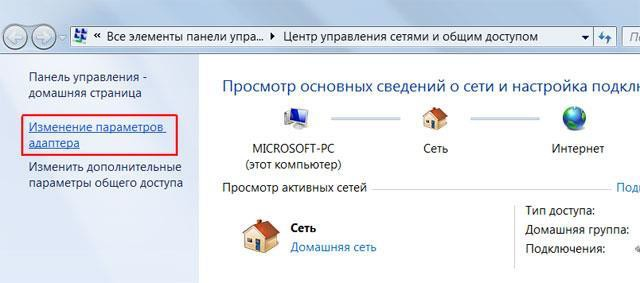 « Все элементы панели упра... ▸ Центр управления сетями и общим доступом
Панель управления -
домашняя страница
Изменение параметров
адаптера
Изменить дополнительные
параметры общего доступа
Просмотр основных сведений о сети и настройка
MICROSOFT-PC
(этот компьютер)
Сеть
Интернет
Просмотр активных сетей
Сеть
Домашняя сеть
Тип доступа:
Домашняя группа:
Подключения: